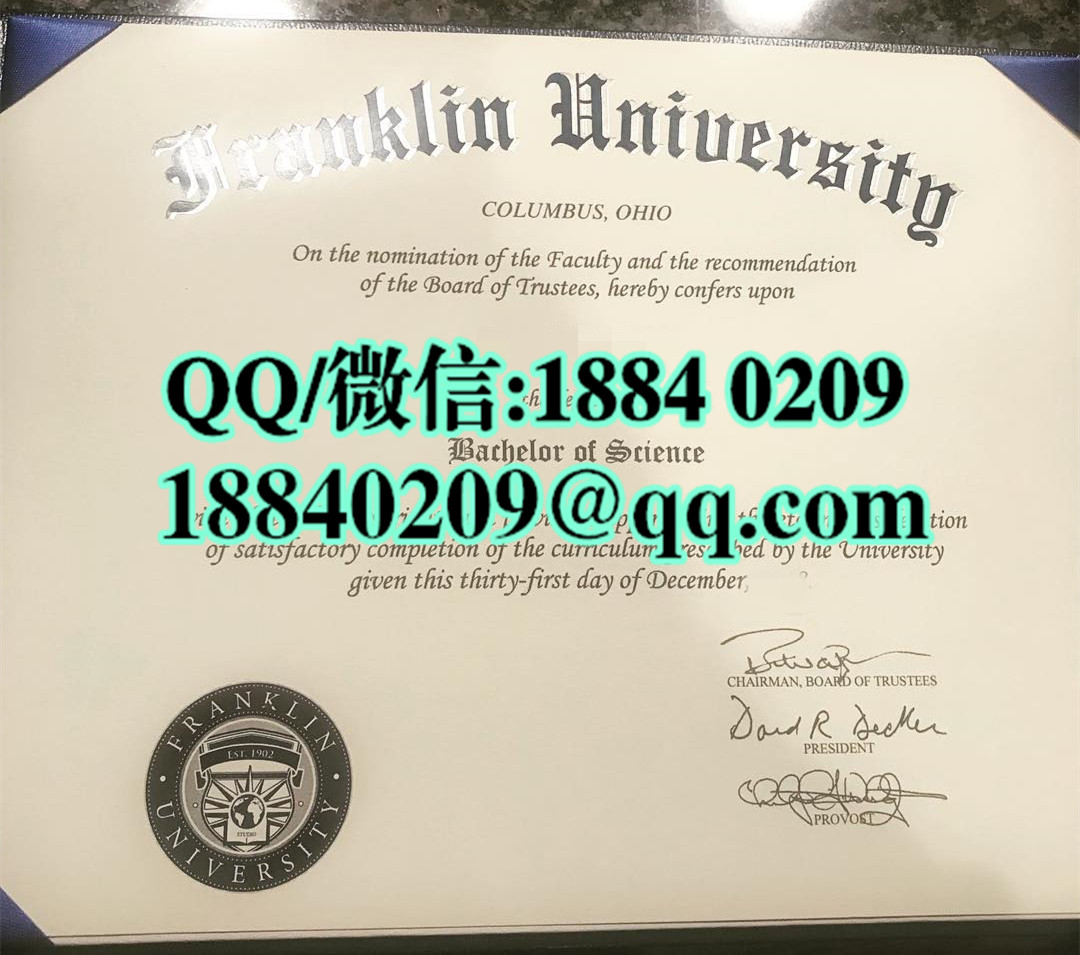 Franklin University
COLUMBUS, OHIO
On the nomination of the Faculty and the recommendation
of the Board of Trustees, hereby confers upon
QQ/微信:1884 0209
Bachelor of Science
18840209@qq.com
of satisfactory completion of the curriculum by the University
given this thirty-first day of December,
CHAIRMAN, BOARD OF TRUSTEES
David R Decker
PRESIDENT
PROVOST
FRANKLIN UNIVERSITY
EST. 1902
STUDIO